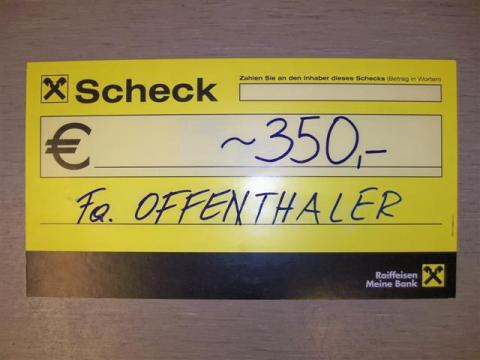 Zahlen Sie an den Inhaber dieses Schecks (Betrag in Worten)
Scheck
€ ~350,-
Fa. OFFENTHALER
Raiffeisen
Meine Bank